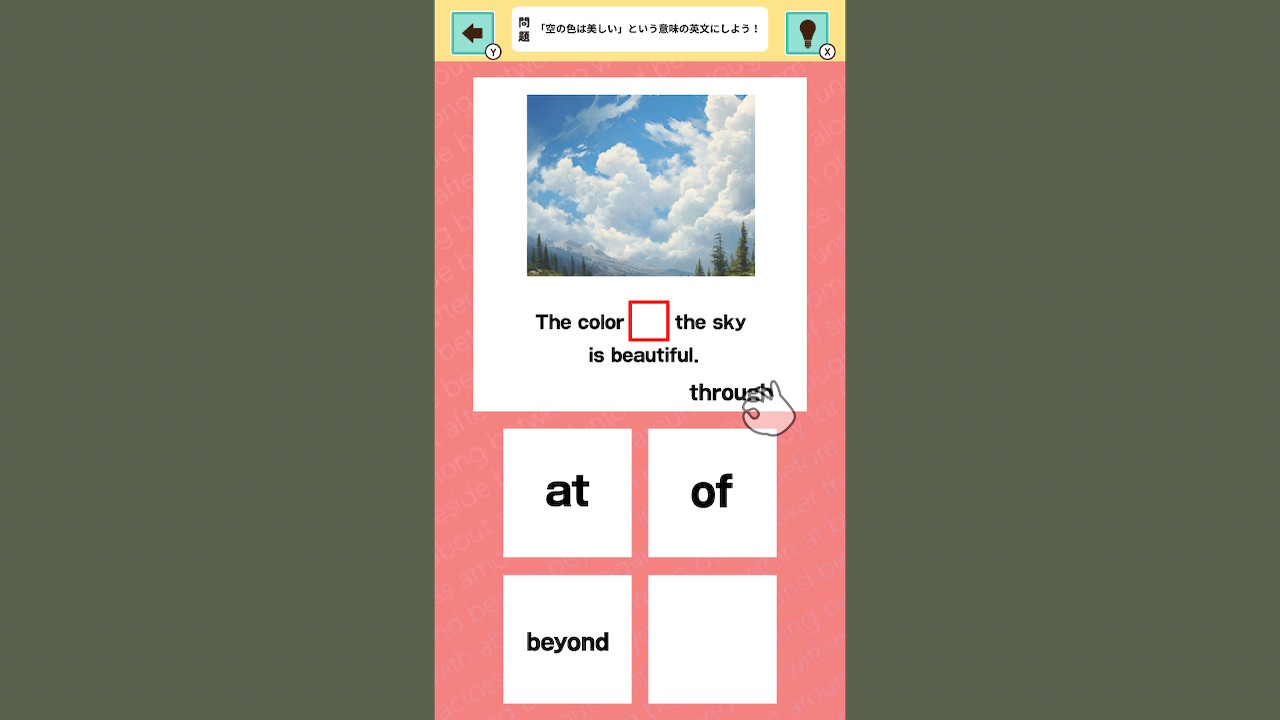 問題
「空の色は美しい」という意味の英文にしよう！
Y
X
The color the sky
is beautiful.
through
at
of
beyond